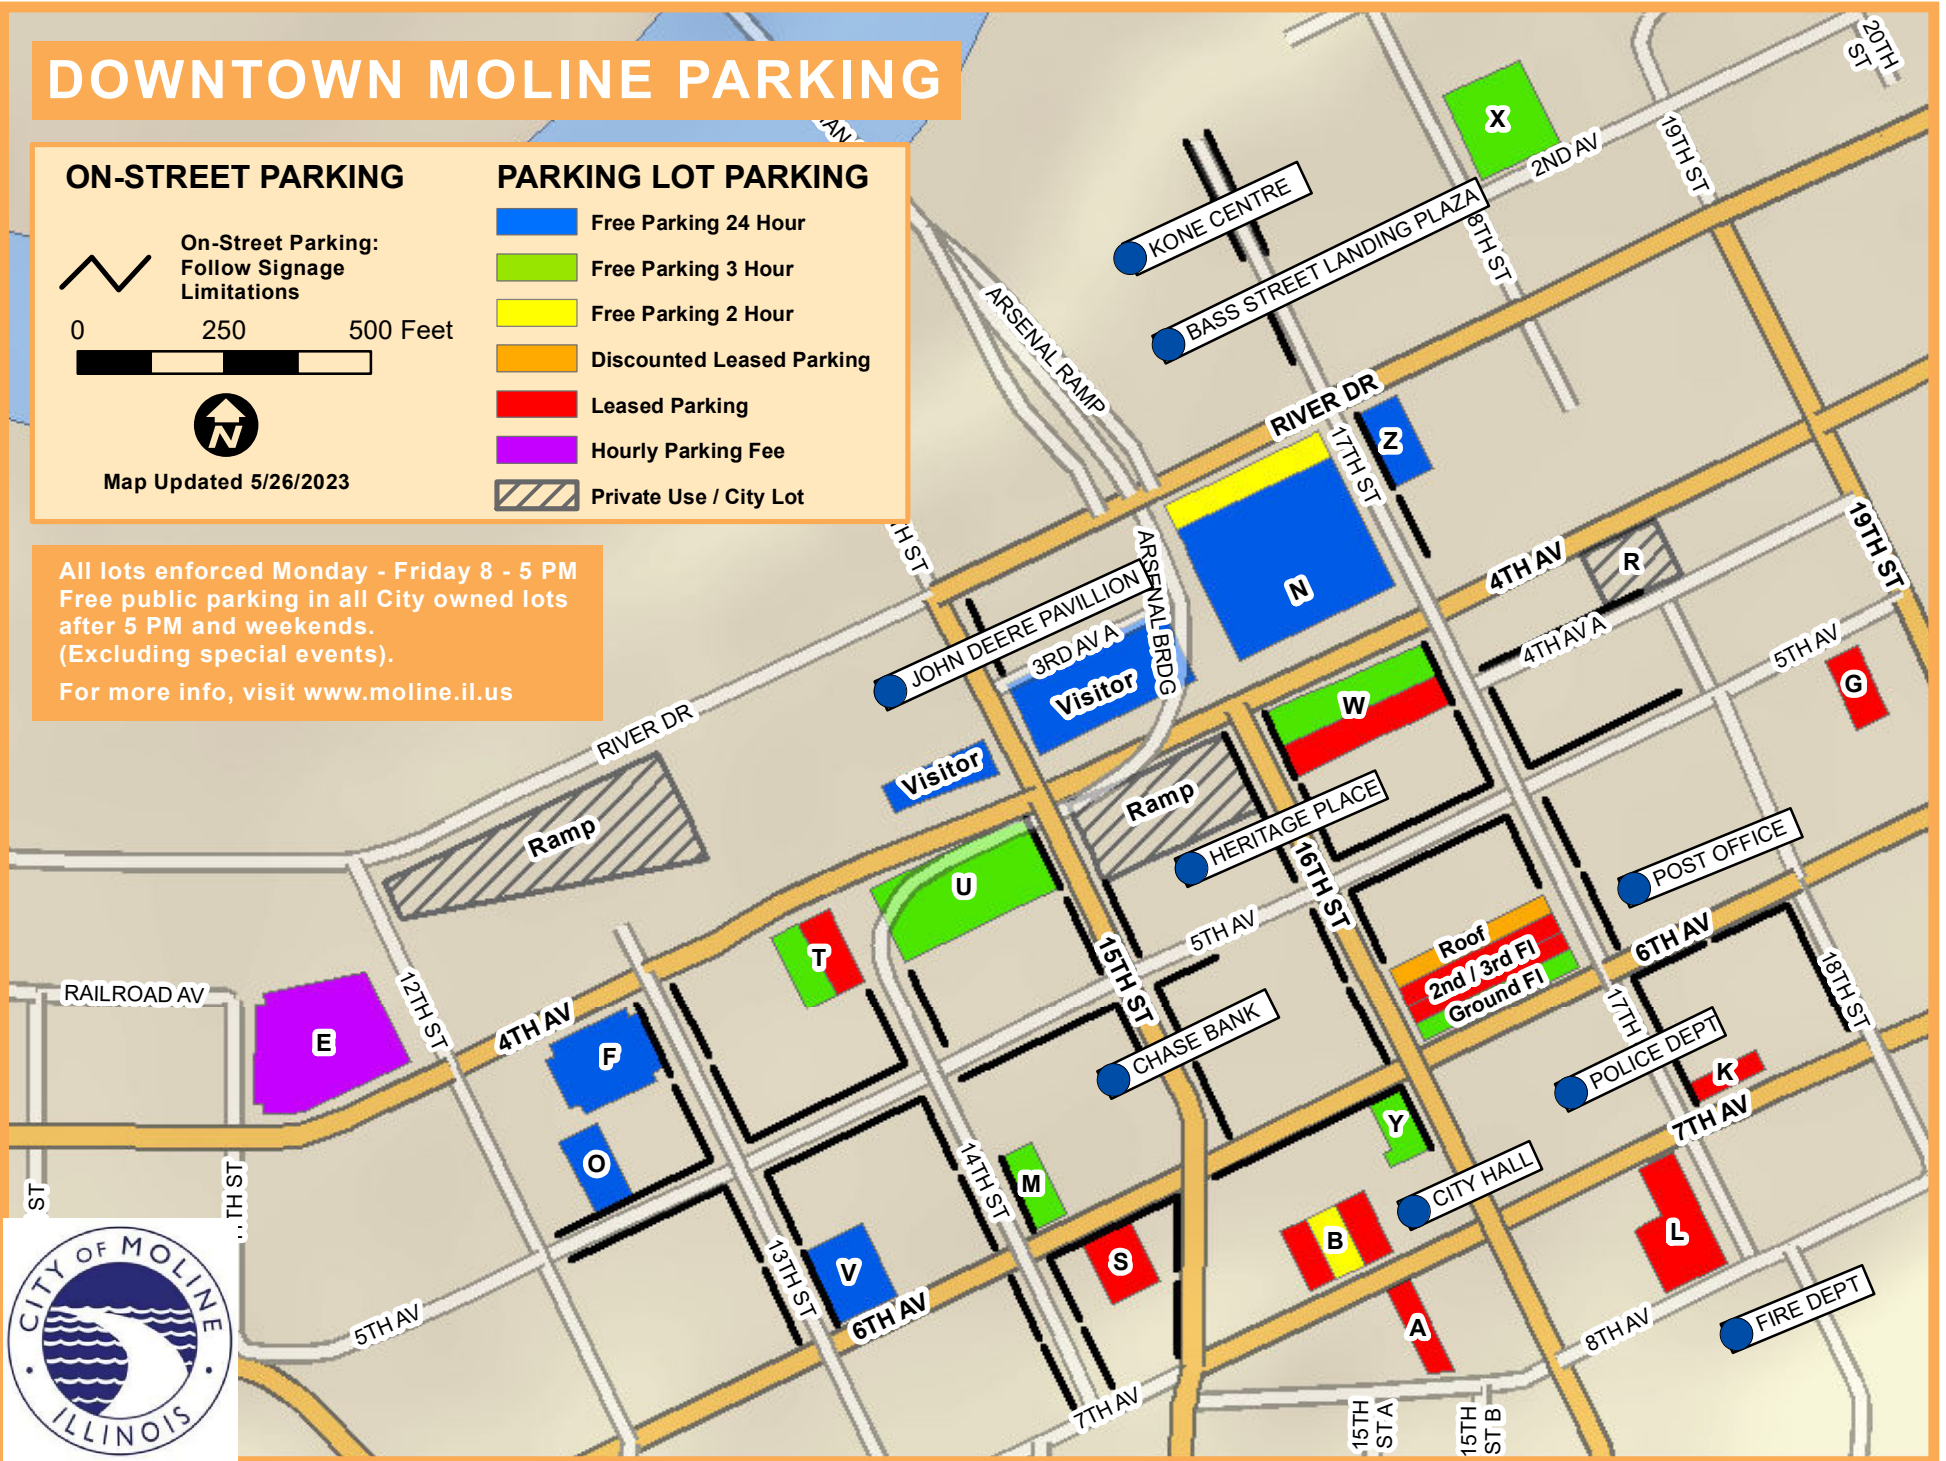 DOWNTOWN MOLINE PARKING
ON-STREET PARKING
On-Street Parking:
Follow Signage
Limitations
0 250 500 Feet
N
Map Updated 5/26/2023
PARKING LOT PARKING
Free Parking 24 Hour
Free Parking 3 Hour
Free Parking 2 Hour
Discounted Leased Parking
Leased Parking
Hourly Parking Fee
Private Use / City Lot
All lots enforced Monday - Friday 8 - 5 PM
Free public parking in all City owned lots
after 5 PM and weekends.
(Excluding special events).
For more info, visit www.moline.il.us
20TH
ST
X
2ND AV
19TH ST
KONE CENTRE
BASS STREET LANDING PLAZA
8TH ST
ARSENAL RAMP
RIVER DR
17TH ST
Z
TH ST
ARSENAL BRDG
N
4TH AV
R
19TH ST
JOHN DEERE PAVILLION
3RD AV A
Visitor
4TH AV A
5TH AV
G
W
RIVER DR
Visitor
Ramp
Ramp
HERITAGE PLACE
16TH ST
POST OFFICE
U
T
5TH AV
15TH ST
Roof
2nd / 3rd Fl
Ground Fl
6TH AV
18TH ST
17TH
RAILROAD AV
E
12TH ST
4TH AV
F
CHASE BANK
POLICE DEPT
K
7TH AV
O
14TH ST
M
Y
CITY HALL
ST
TH ST
13TH ST
V
S
B
L
5TH AV
6TH AV
A
8TH AV
FIRE DEPT
7TH AV
15TH
ST A
15TH
ST B
CITY OF MOLINE
ILLINOIS